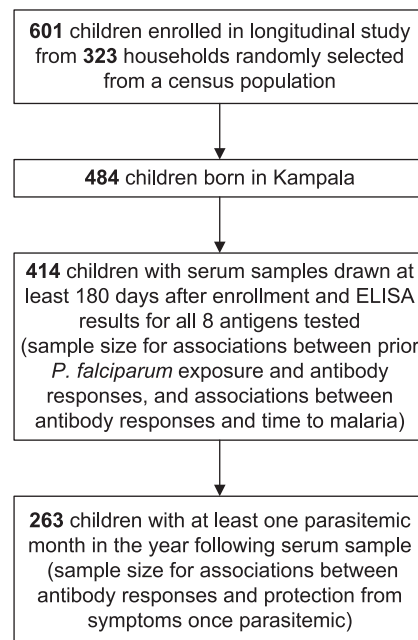 601 children enrolled in longitudinal study
from 323 households randomly selected
from a census population
484 children born in Kampala
414 children with serum samples drawn at
least 180 days after enrollment and ELISA
results for all 8 antigens tested
(sample size for associations between prior
P. falciparum exposure and antibody
responses, and associations between
antibody responses and time to malaria)
263 children with at least one parasitemic
month in the year following serum sample
(sample size for associations between
antibody responses and protection from
symptoms once parasitemic)